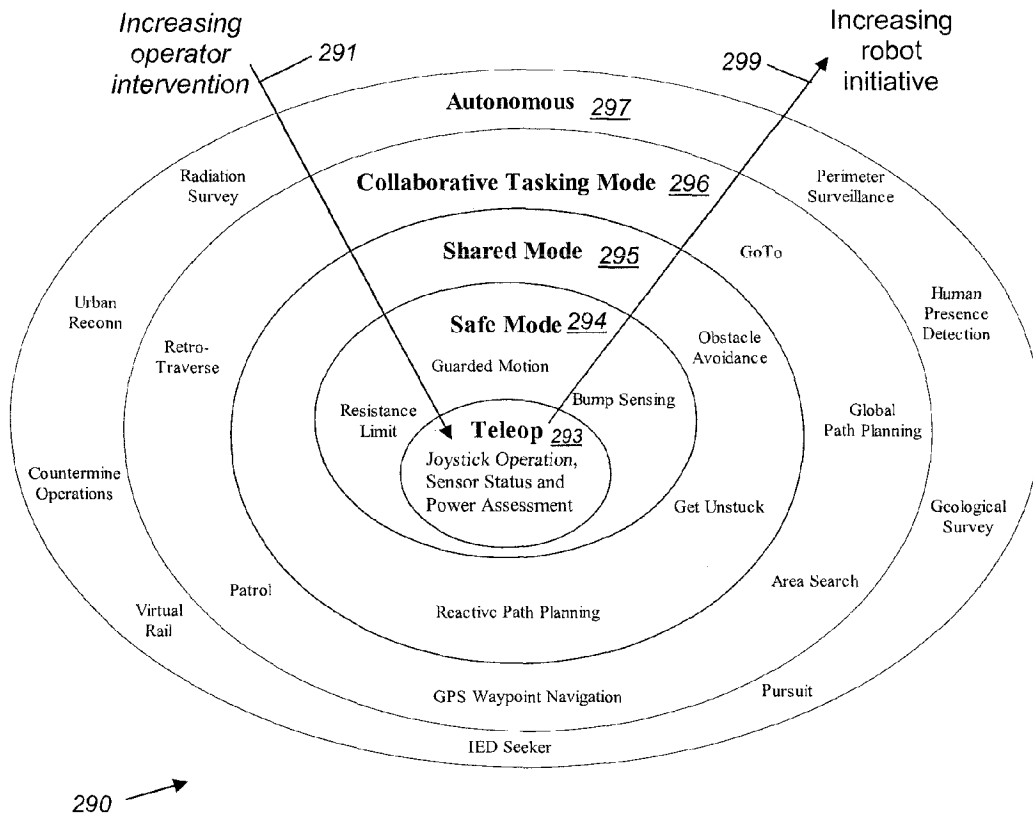 Increasing
operator
intervention
291
299
Increasing
robot
initiative
Autonomous 297
Radiation
Survey
Collaborative Tasking Mode 296
Perimeter
Surveillance
Shared Mode 295
GoTo
Urban
Reconn
Human
Presence
Detection
Retro-
Traverse
Safe Mode 294
Obstacle
Avoidance
Guarded Motion
Resistance
Limit
Bump Sensing
Global
Path Planning
Teleop 293
Joystick Operation,
Sensor Status and
Power Assessment
Countermine
Operations
Get Unstuck
Geological
Survey
Patrol
Area Search
Virtual
Rail
Reactive Path Planning
GPS Waypoint Navigation
Pursuit
IED Seeker
290